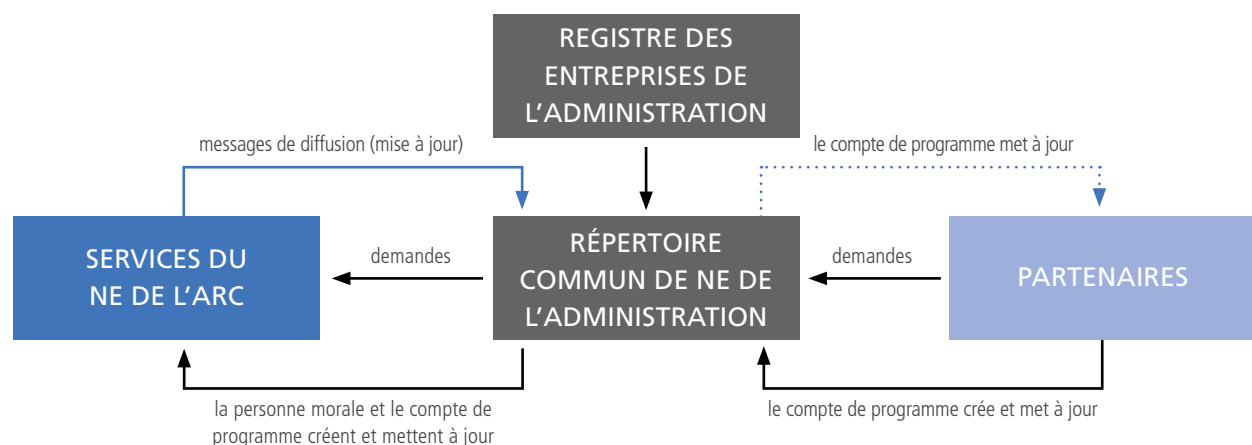 REGISTRE DES
ENTREPRISES DE
L’ADMINISTRATION
messages de diffusion (mise à jour)
le compte de programme met à jour
SERVICES DU
NE DE L’ARC
demandes
RÉPERTOIRE
COMMUN DE NE DE
L’ADMINISTRATION
demandes
PARTENAIRES
la personne morale et le compte de
programme créent et mettent à jour
le compte de programme crée et met à jour